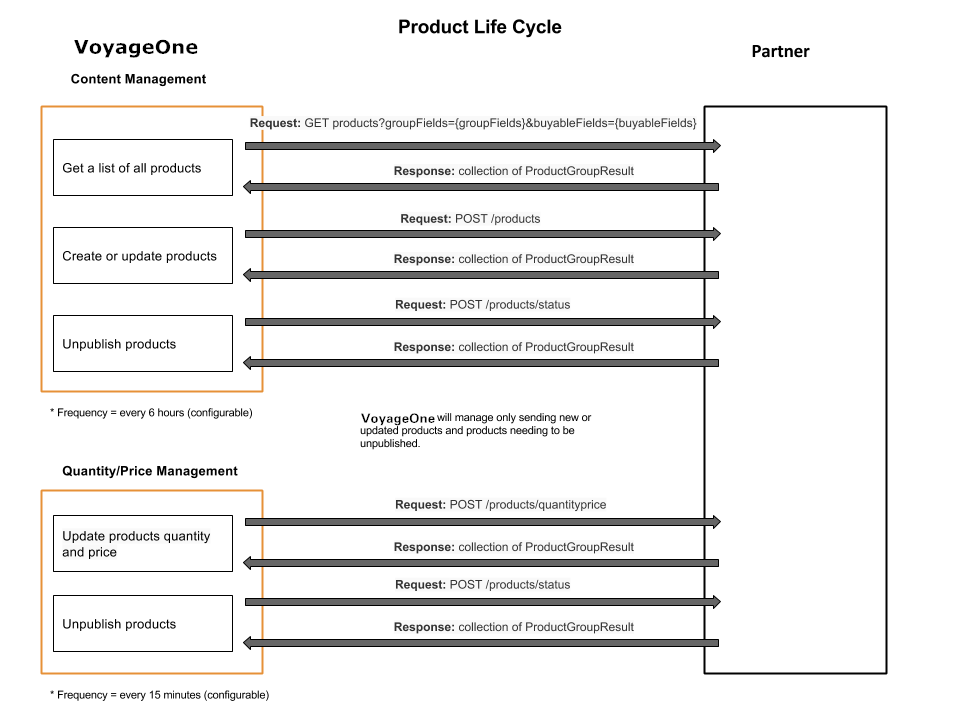 Product Life Cycle
VoyageOne
Partner
Content Management
Request: GET products?groupFields={groupFields}&buyableFields={buyableFields}
Get a list of all products
Response: collection of ProductGroupResult
Request: POST /products
Create or update products
Response: collection of ProductGroupResult
Request: POST /products/status
Unpublish products
Response: collection of ProductGroupResult
* Frequency = every 6 hours (configurable)
VoyageOne will manage only sending new or
updated products and products needing to be
unpublished.
Quantity/Price Management
Request: POST /products/quantityprice
Update products quantity
and price
Response: collection of ProductGroupResult
Request: POST /products/status
Unpublish products
Response: collection of ProductGroupResult
* Frequency = every 15 minutes (configurable)